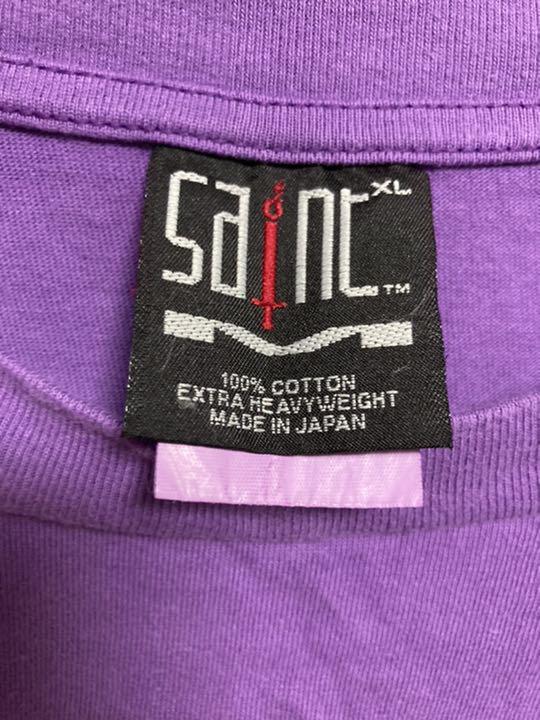 saint XL
TM
100% COTTON
EXTRA HEAVYWEIGHT
MADE IN JAPAN